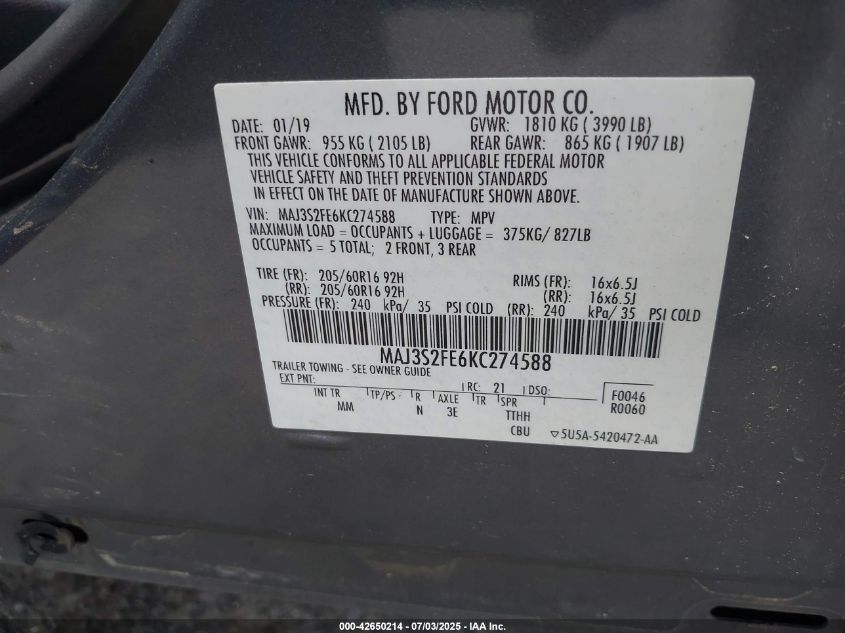 MFD. BY FORD MOTOR CO.
DATE: 01/19 GVWR: 1810 KG ( 3990 LB)
FRONT GAWR: 955 KG ( 2105 LB) REAR GAWR: 865 KG ( 1907 LB)
THIS VEHICLE CONFORMS TO ALL APPLICABLE FEDERAL MOTOR
VEHICLE SAFETY AND THEFT PREVENTION STANDARDS
IN EFFECT ON THE DATE OF MANUFACTURE SHOWN ABOVE.
VIN: MAJ3S2FE6KC274588 TYPE: MPV
MAXIMUM LOAD = OCCUPANTS + LUGGAGE = 375KG/ 827LB
OCCUPANTS = 5 TOTAL; 2 FRONT, 3 REAR
TIRE (FR): 205/60R16 92H RIMS (FR): 16x6.5J
(RR): 205/60R16 92H (RR): 16x6.5J
PRESSURE (FR): 240 kPa/ 35 PSI COLD (RR): 240 kPa/ 35 PSI COLD
MAJ3S2FE6KC274588
TRAILER TOWING - SEE OWNER GUIDE
EXT PNT: RC: 21 DSO: F0046
INT TR TP/PS R AXLE TR SPR R0060
MM N 3E TTHH
CBU ▽5U5A-5420472-AA
000-42650214 - 07/03/2025 - IAA Inc.